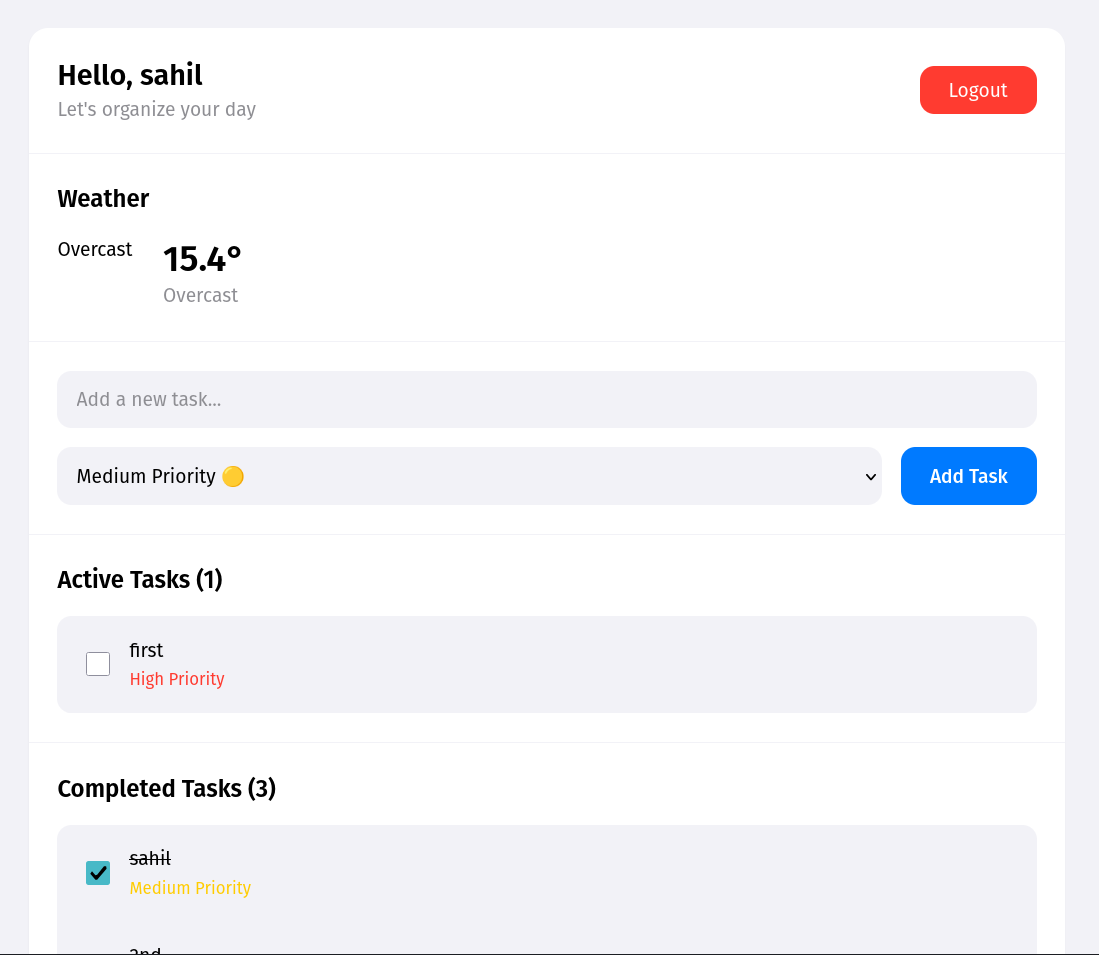 Hello, sahil
Let's organize your day
Logout
Weather
Overcast
15.4°
Overcast
Add a new task...
Medium Priority 🟡
Add Task
Active Tasks (1)
first
High Priority
Completed Tasks (3)
sahil
Medium Priority